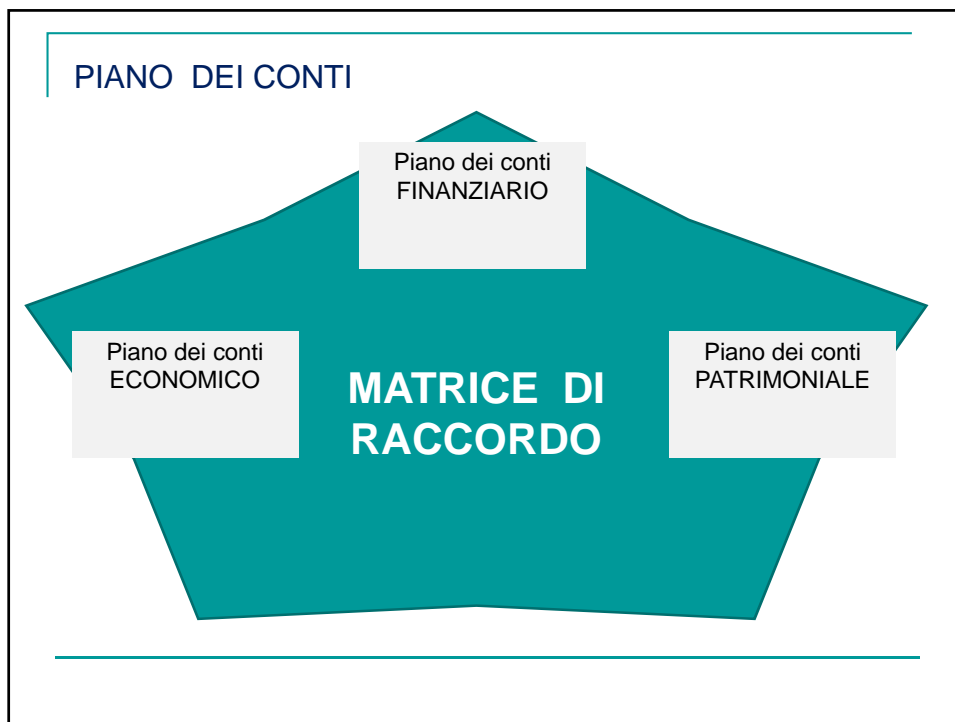 PIANO DEI CONTI
Piano dei conti
FINANZIARIO
Piano dei conti
ECONOMICO
Piano dei conti
PATRIMONIALE
MATRICE DI
RACCORDO